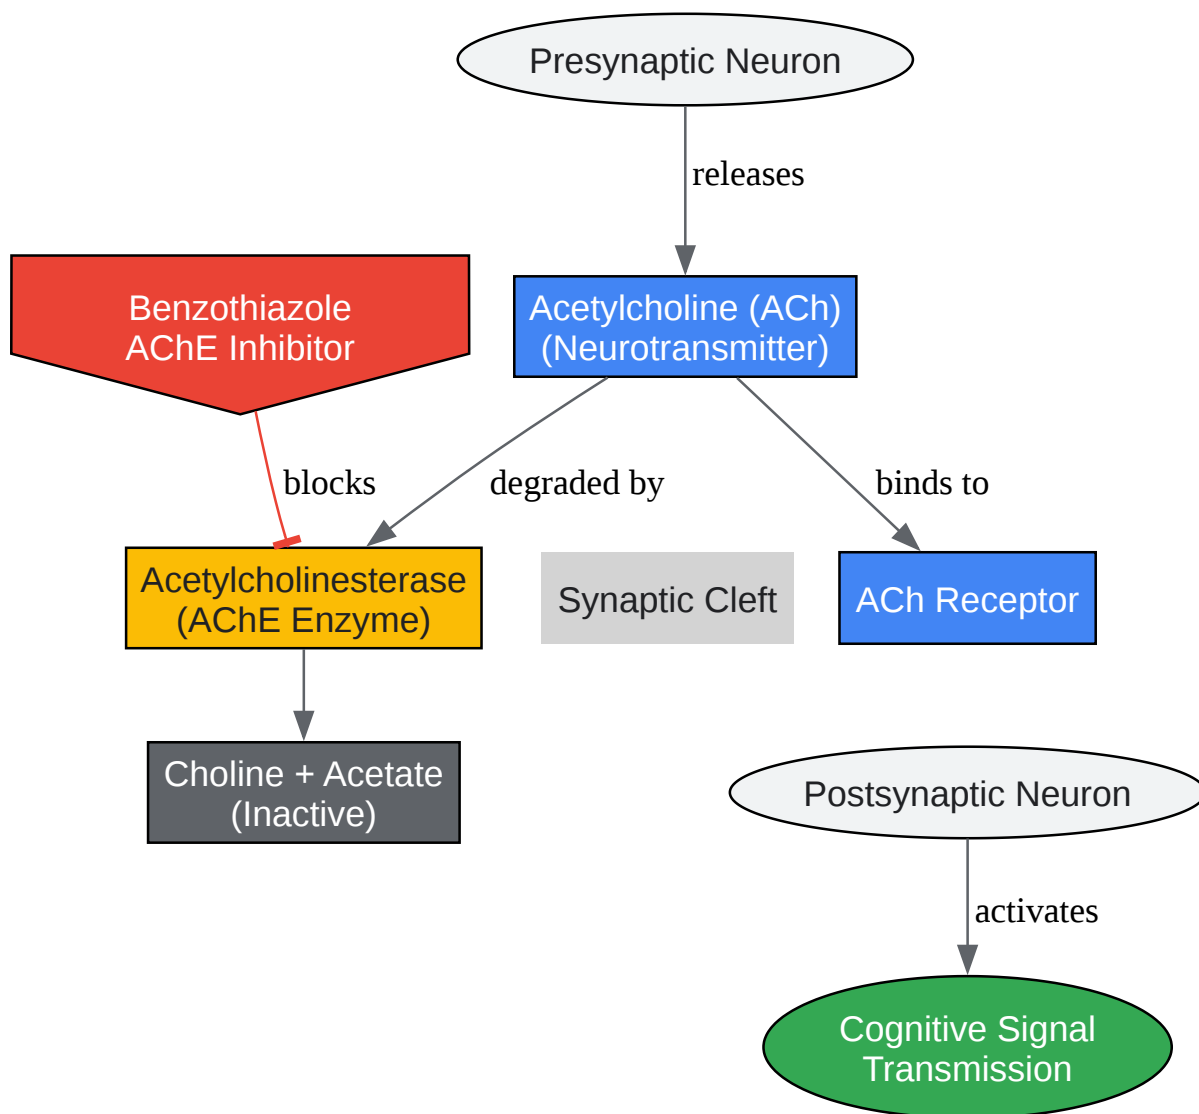 Presynaptic Neuron
releases
Benzothiazole
AChE Inhibitor
Acetylcholine (ACh)
(Neurotransmitter)
blocks
degraded by
binds to
Acetylcholinesterase
(AChE Enzyme)
Synaptic Cleft
ACh Receptor
Choline + Acetate
(Inactive)
Postsynaptic Neuron
activates
Cognitive Signal
Transmission